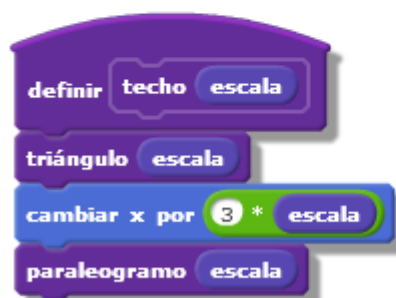 definir techo escala
triángulo escala
cambiar x por 3 * escala
paraleogramo escala